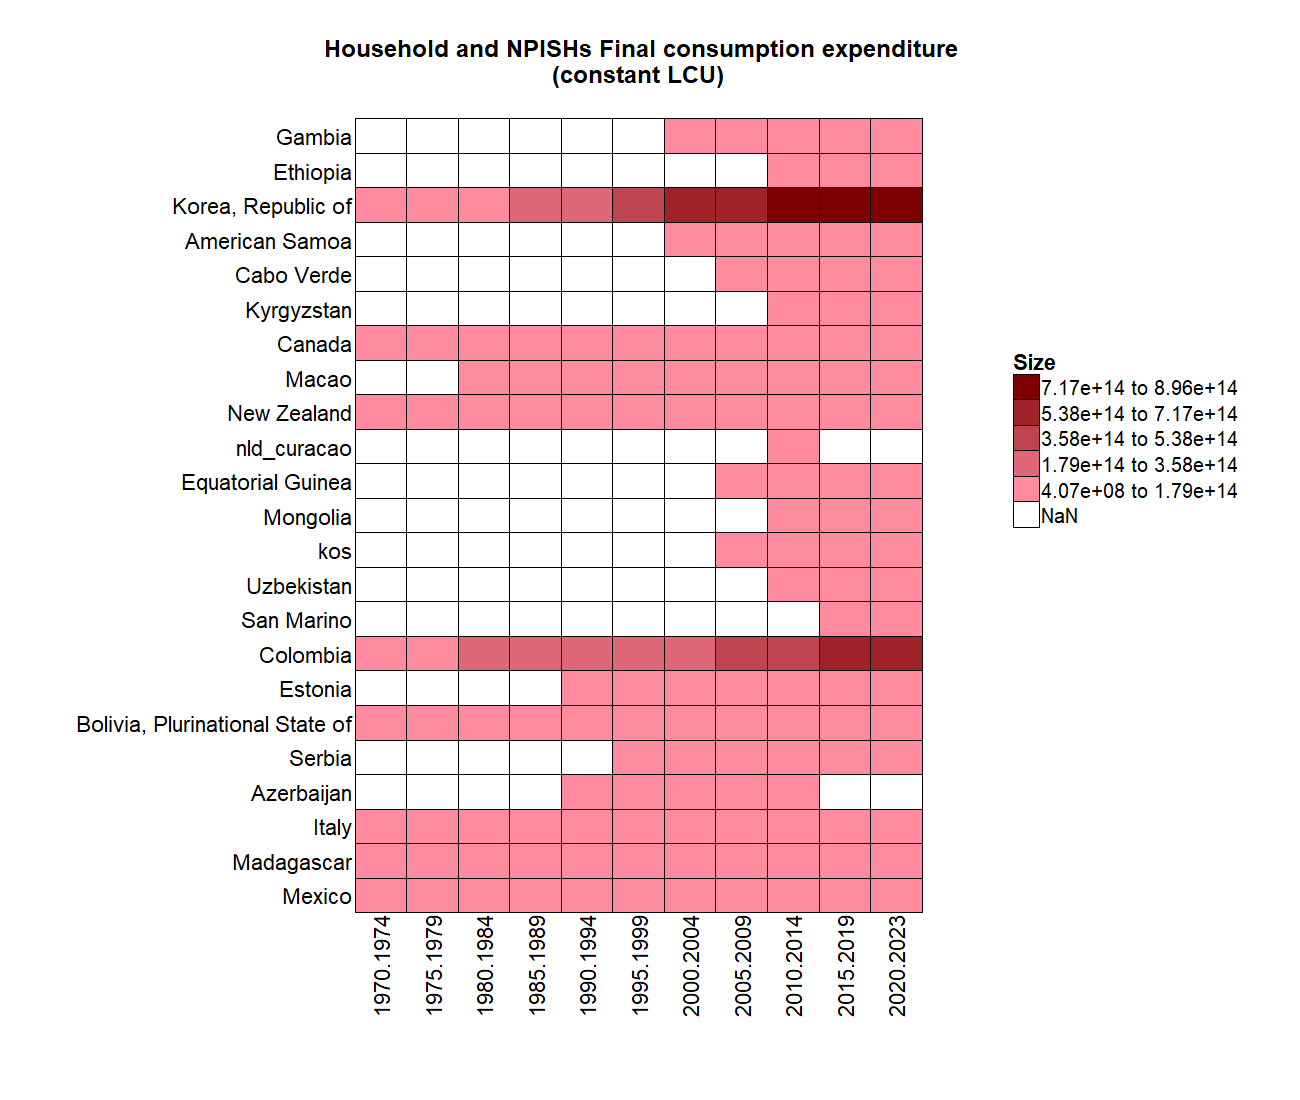 Household and NPISHs Final consumption expenditure
(constant LCU)
Gambia
Ethiopia
Korea, Republic of
American Samoa
Cabo Verde
Kyrgyzstan
Canada
Macao
New Zealand
nld_curacao
Equatorial Guinea
Mongolia
kos
Uzbekistan
San Marino
Colombia
Estonia
Bolivia, Plurinational State of
Serbia
Azerbaijan
Italy
Madagascar
Mexico
1970.1974
1975.1979
1980.1984
1985.1989
1990.1994
1995.1999
2000.2004
2005.2009
2010.2014
2015.2019
2020.2023
Size
7.17e+14 to 8.96e+14
5.38e+14 to 7.17e+14
3.58e+14 to 5.38e+14
1.79e+14 to 3.58e+14
4.07e+08 to 1.79e+14
NaN